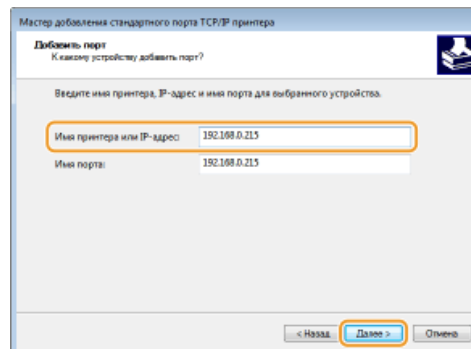 Мастер добавления стандартного порта TCP/IP принтера
Добавить порт
К какому устройству добавить порт?
Введите имя принтера, IP-адрес и имя порта для выбранного устройства.
Имя принтера или IP-адрес: 192.168.0.215
Имя порта: 192.168.0.215
< Назад Далее > Отмена